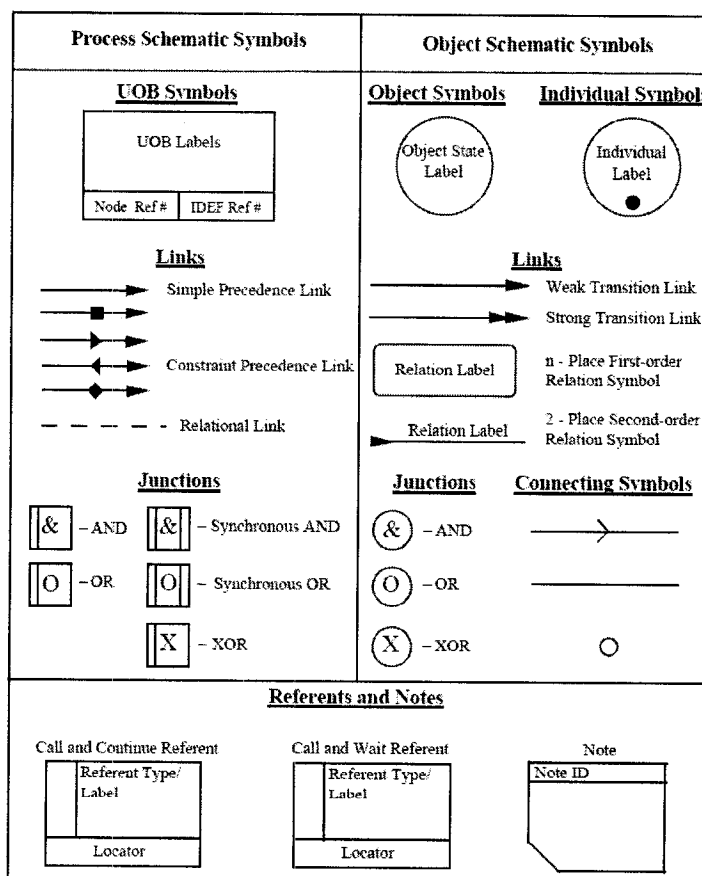 Process Schematic Symbols
Object Schematic Symbols
UOB Symbols
UOB Labels
Node Ref #
IDEF Ref #
Links
Simple Precedence Link
Constraint Precedence Link
Relational Link
Junctions
& – AND
& – Synchronous AND
O – OR
O – Synchronous OR
X – XOR
Object Symbols
Individual Symbols
Object State
Label
Individual
Label
Links
Weak Transition Link
Strong Transition Link
Relation Label
n - Place First-order
Relation Symbol
Relation Label
2 - Place Second-order
Relation Symbol
Junctions
Connecting Symbols
& – AND
O – OR
X – XOR
Referents and Notes
Call and Continue Referent
Referent Type/
Label
Locator
Call and Wait Referent
Referent Type/
Label
Locator
Note
Note ID